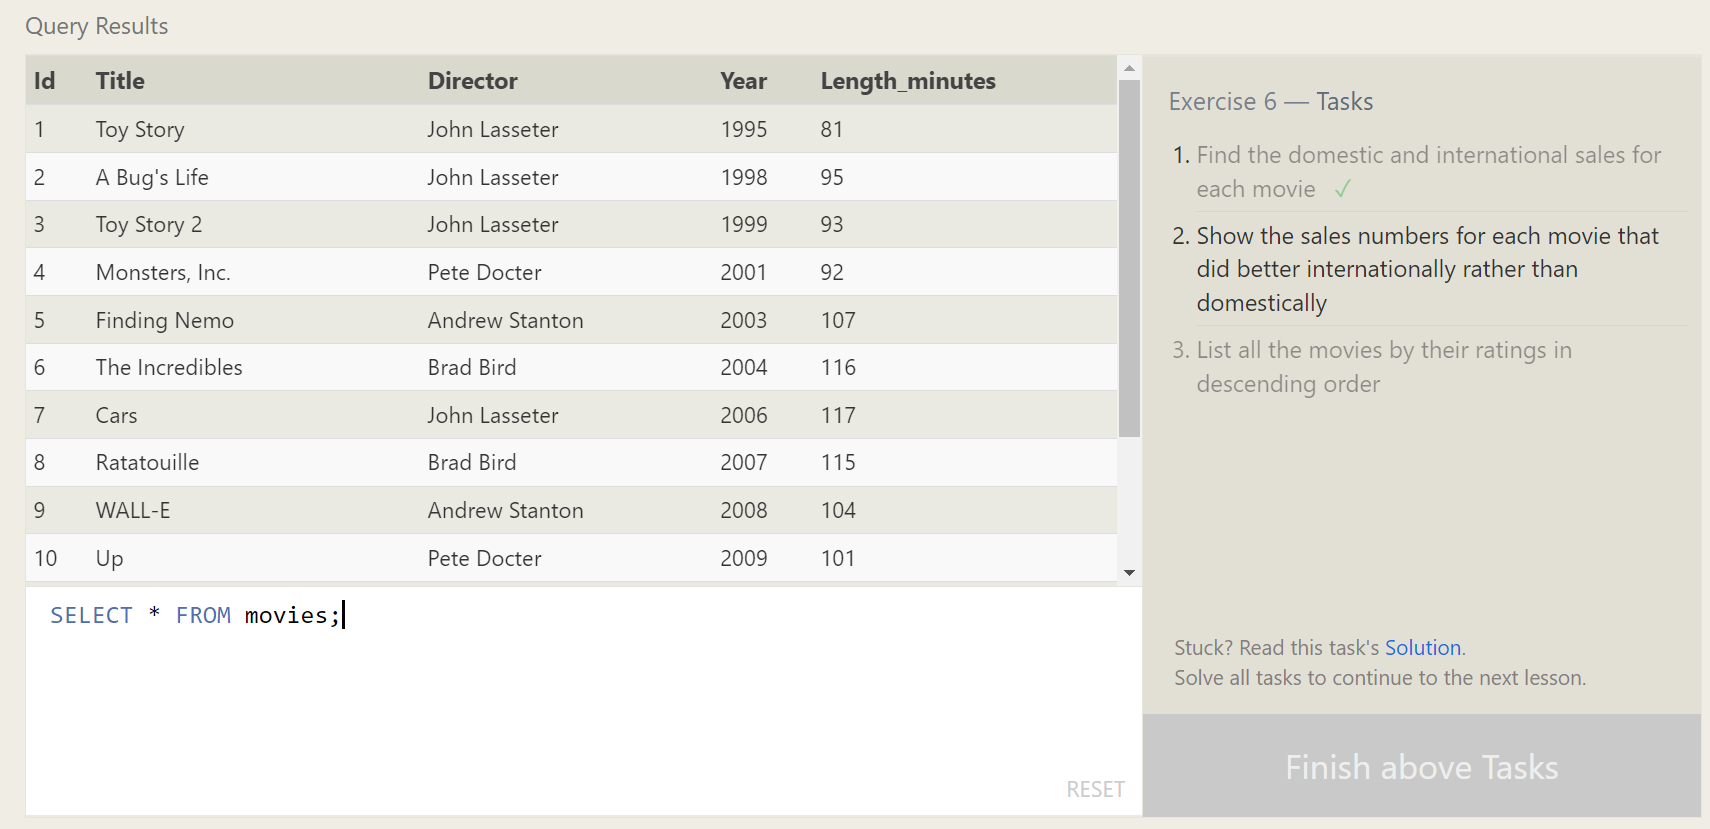 Query Results
Id Title Director Year Length_minutes
1 Toy Story John Lasseter 1995 81
2 A Bug's Life John Lasseter 1998 95
3 Toy Story 2 John Lasseter 1999 93
4 Monsters, Inc. Pete Docter 2001 92
5 Finding Nemo Andrew Stanton 2003 107
6 The Incredibles Brad Bird 2004 116
7 Cars John Lasseter 2006 117
8 Ratatouille Brad Bird 2007 115
9 WALL-E Andrew Stanton 2008 104
10 Up Pete Docter 2009 101
SELECT * FROM movies;
RESET
Exercise 6 — Tasks
1. Find the domestic and international sales for
each movie ✓
2. Show the sales numbers for each movie that
did better internationally rather than
domestically
3. List all the movies by their ratings in
descending order
Stuck? Read this task's Solution.
Solve all tasks to continue to the next lesson.
Finish above Tasks